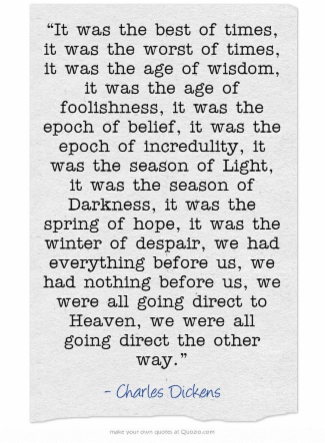 “It was the best of times,
it was the worst of times,
it was the age of wisdom,
it was the age of
foolishness, it was the
epoch of belief, it was the
epoch of incredulity, it
was the season of Light,
it was the season of
Darkness, it was the
spring of hope, it was the
winter of despair, we had
everything before us, we
had nothing before us, we
were all going direct to
Heaven, we were all
going direct the other
way.”
- Charles Dickens
make your own quotes at Quozio.com